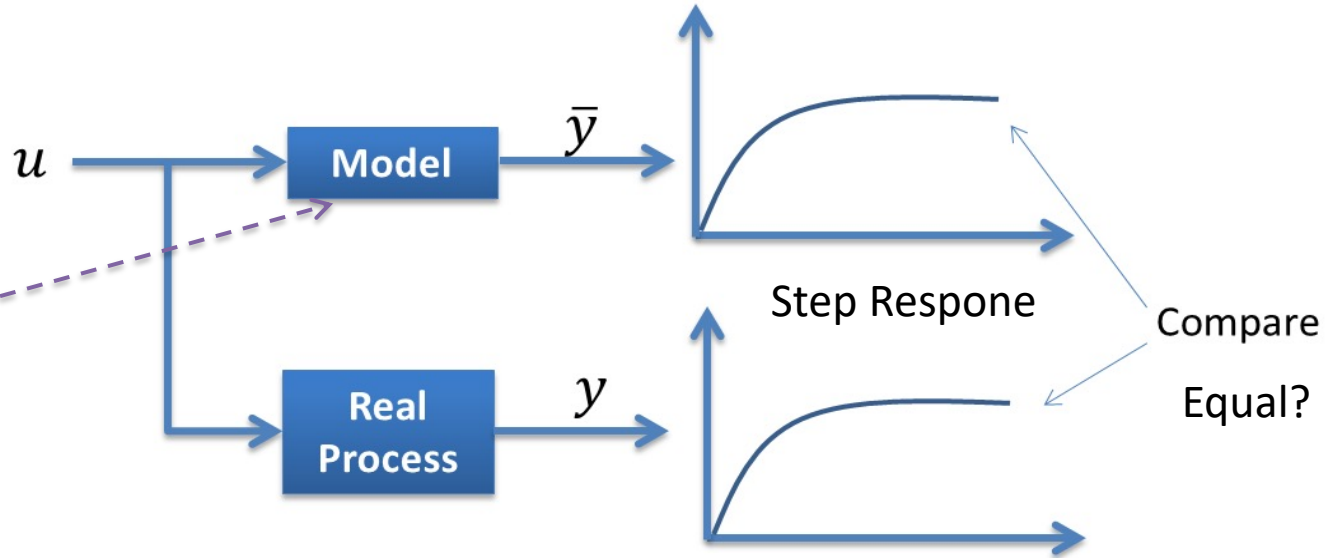 u
Model
ȳ
Step Respone
Compare
Equal?
Real
Process
y